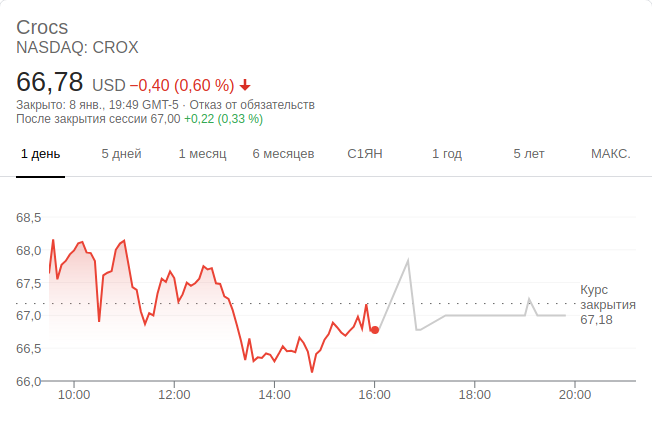 Crocs
NASDAQ: CROX
66,78 USD −0,40 (0,60 %)
Закрыто: 8 янв., 19:49 GMT-5 · Отказ от обязательств
После закрытия сессии 67,00 +0,22 (0,33 %)
1 день 5 дней 1 месяц 6 месяцев С1ЯН 1 год 5 лет МАКС.
68,5
68,0
67,5
67,0
66,5
66,0
Курс
закрытия
67,18
10:00 12:00 14:00 16:00 18:00 20:00